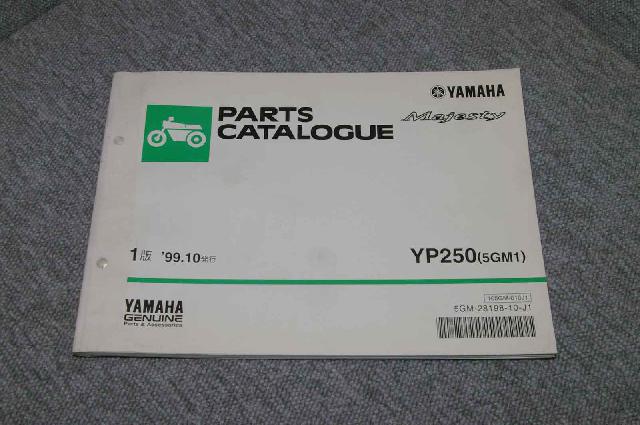 YAMAHA
PARTS
CATALOGUE
Majesty
1版 '99.10発行
YP250(5GM1)
YAMAHA
GENUINE
Parts & Accessories
5GM-28198-10-J1